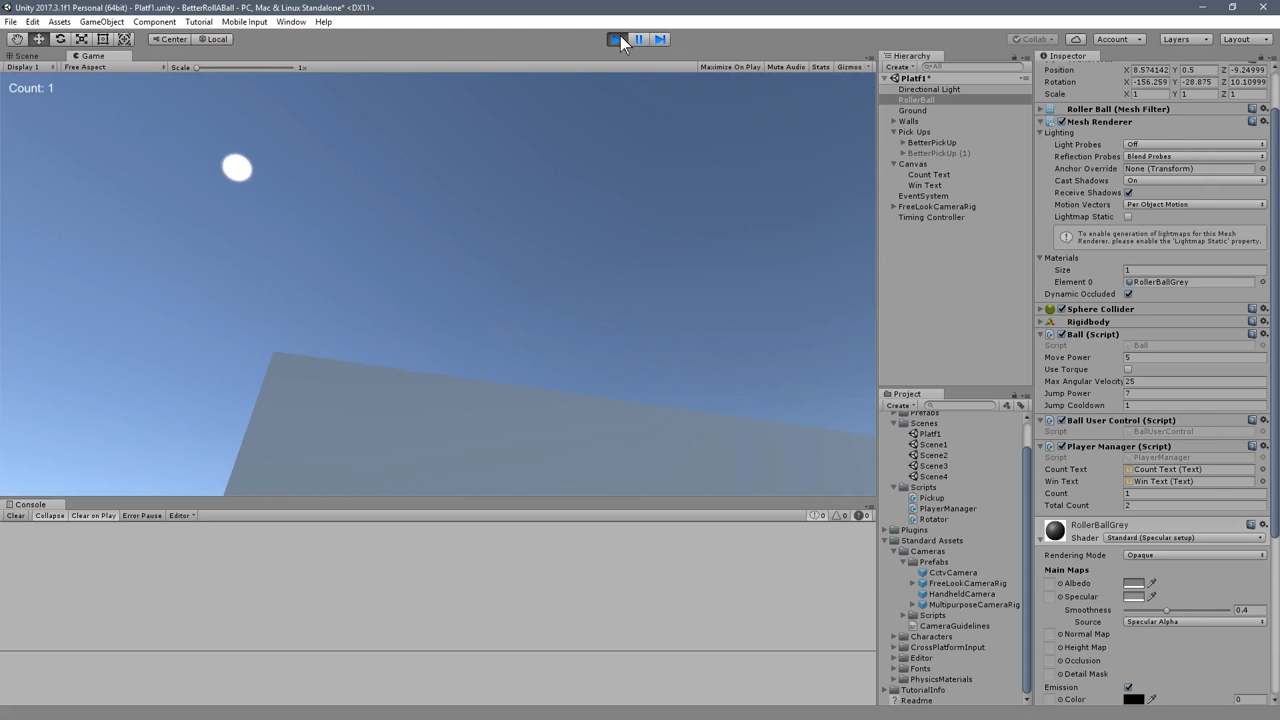 Unity 2017.3.1f1 Personal (64bit) - Platf1.unity - BetterRollABall - PC, Mac & Linux Standalone* <DX11>
File Edit Assets GameObject Component Tutorial Mobile Input Window Help
Center Local Collab Account Layers Layout
Scene Game
Display 1 Free Aspect Scale 1x Maximize On Play Mute Audio Stats Gizmos
Count: 1
Hierarchy
Create All
Platf1*
Directional Light
RollerBall
Ground
Walls
Pick Ups
BetterPickUp
BetterPickUp (1)
Canvas
Count Text
Win Text
EventSystem
FreeLookCameraRig
Timing Controller
Project
Create
Prefabs
Scenes
Platf1
Scene1
Scene2
Scene3
Scene4
Scripts
Pickup
PlayerManager
Rotator
Plugins
Standard Assets
Cameras
Prefabs
CctvCamera
FreeLookCameraRig
HandheldCamera
MultipurposeCameraRig
Scripts
CameraGuidelines
Characters
CrossPlatformInput
Editor
Fonts
PhysicsMaterials
TutorialInfo
Readme
Inspector
Position X 8.574142 Y 0.5 Z -9.24999
Rotation X -156.259 Y -28.875 Z 10.10999
Scale X 1 Y 1 Z 1
Roller Ball (Mesh Filter)
Mesh Renderer
Lighting
Light Probes Off
Reflection Probes Blend Probes
Anchor Override None (Transform)
Cast Shadows On
Receive Shadows
Motion Vectors Per Object Motion
Lightmap Static
To enable generation of lightmaps for this Mesh
Renderer, please enable the 'Lightmap Static' property.
Materials
Size 1
Element 0 RollerBallGrey
Dynamic Occluded
Sphere Collider
Rigidbody
Ball (Script)
Script Ball
Move Power 5
Use Torque
Max Angular Velocity 25
Jump Power 7
Jump Cooldown 1
Ball User Control (Script)
Script BallUserControl
Player Manager (Script)
Script PlayerManager
Count Text Count Text (Text)
Win Text Win Text (Text)
Count 1
Total Count 2
RollerBallGrey
Shader Standard (Specular setup)
Rendering Mode Opaque
Main Maps
Albedo
Specular
Smoothness 0.4
Source Specular Alpha
Normal Map
Height Map
Occlusion
Detail Mask
Emission
Color 0
Console
Clear Collapse Clear on Play Error Pause Editor 0 0 0